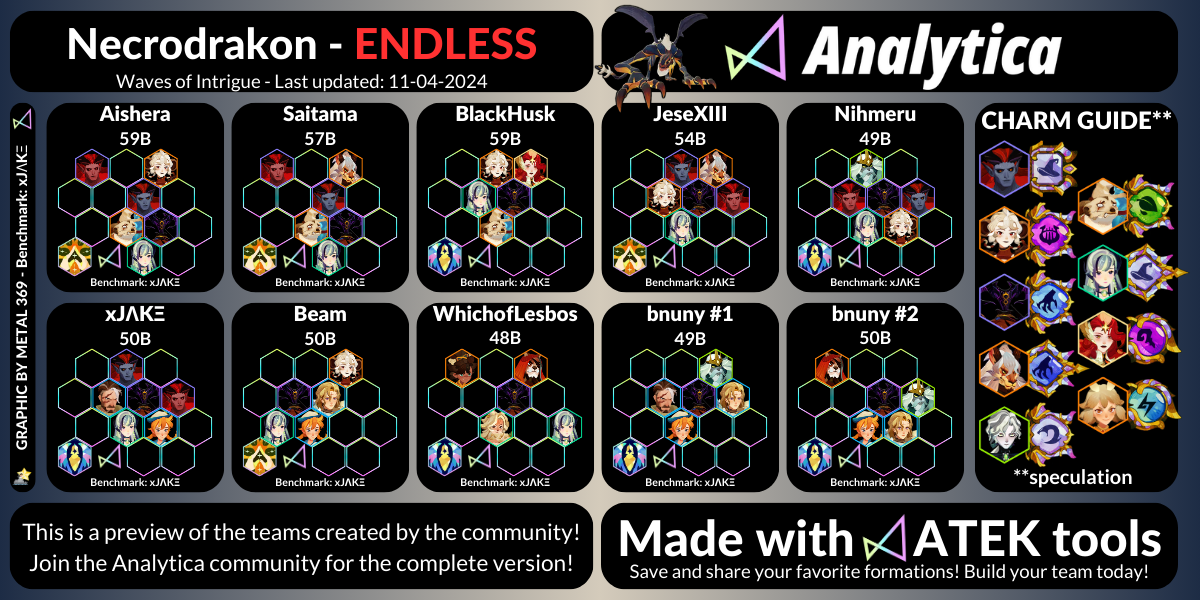 Necrodrakon - ENDLESS
Waves of Intrigue - Last updated: 11-04-2024
Analytica
GRAPHIC BY METAL 369 - Benchmark: xJΛKΞ
Aishera
59B
Benchmark: xJΛKΞ
Saitama
57B
Benchmark: xJΛKΞ
BlackHusk
59B
Benchmark: xJΛKΞ
JeseXIII
54B
Benchmark: xJΛKΞ
Nihmeru
49B
Benchmark: xJΛKΞ
xJΛKΞ
50B
Benchmark: xJΛKΞ
Beam
50B
Benchmark: xJΛKΞ
WhichofLesbos
48B
Benchmark: xJΛKΞ
bnuny #1
49B
Benchmark: xJΛKΞ
bnuny #2
50B
Benchmark: xJΛKΞ
CHARM GUIDE**
**speculation
This is a preview of the teams created by the community!
Join the Analytica community for the complete version!
Made with ATEK tools
Save and share your favorite formations! Build your team today!